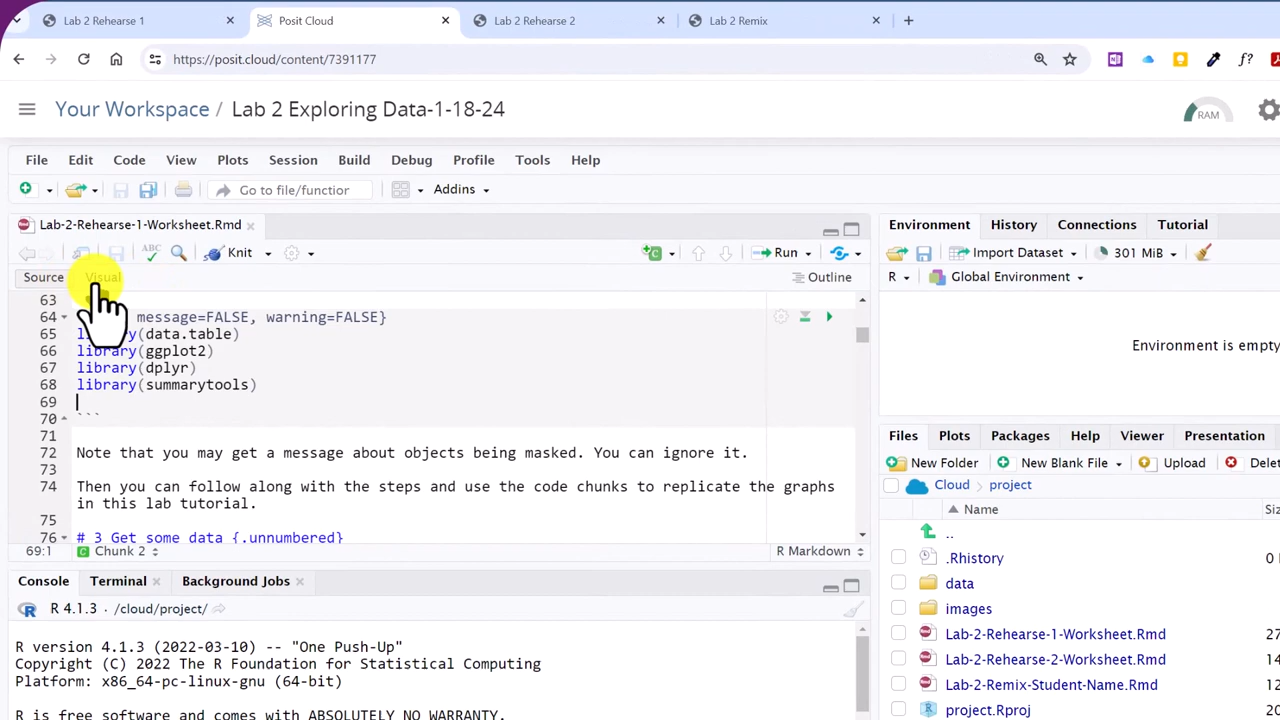 Lab 2 Rehearse 1
Posit Cloud
Lab 2 Rehearse 2
Lab 2 Remix
https://posit.cloud/content/7391177
f?
Your Workspace / Lab 2 Exploring Data-1-18-24
RAM
File Edit Code View Plots Session Build Debug Profile Tools Help
Go to file/functior
Addins
Lab-2-Rehearse-1-Worksheet.Rmd
ABC
Knit
Run
Source Visual
Outline
63
64 message=FALSE, warning=FALSE}
65 library(data.table)
66 library(ggplot2)
67 library(dplyr)
68 library(summarytools)
69
70 ```
71
72 Note that you may get a message about objects being masked. You can ignore it.
73
74 Then you can follow along with the steps and use the code chunks to replicate the graphs
in this lab tutorial.
75
76 # 3 Get some data {.unnumbered}
69:1 Chunk 2 R Markdown
Console Terminal Background Jobs
R 4.1.3 · /cloud/project/
R version 4.1.3 (2022-03-10) -- "One Push-Up"
Copyright (C) 2022 The R Foundation for Statistical Computing
Platform: x86_64-pc-linux-gnu (64-bit)
R is free software and comes with ABSOLUTELY NO WARRANTY.
Environment History Connections Tutorial
Import Dataset 301 MiB
R Global Environment
Environment is empty
Files Plots Packages Help Viewer Presentation
New Folder New Blank File Upload Delet
Cloud project
Name Siz
..
.Rhistory 0 B
data
images
Lab-2-Rehearse-1-Worksheet.Rmd 27
Lab-2-Rehearse-2-Worksheet.Rmd 14
Lab-2-Remix-Student-Name.Rmd 12
project.Rproj 20